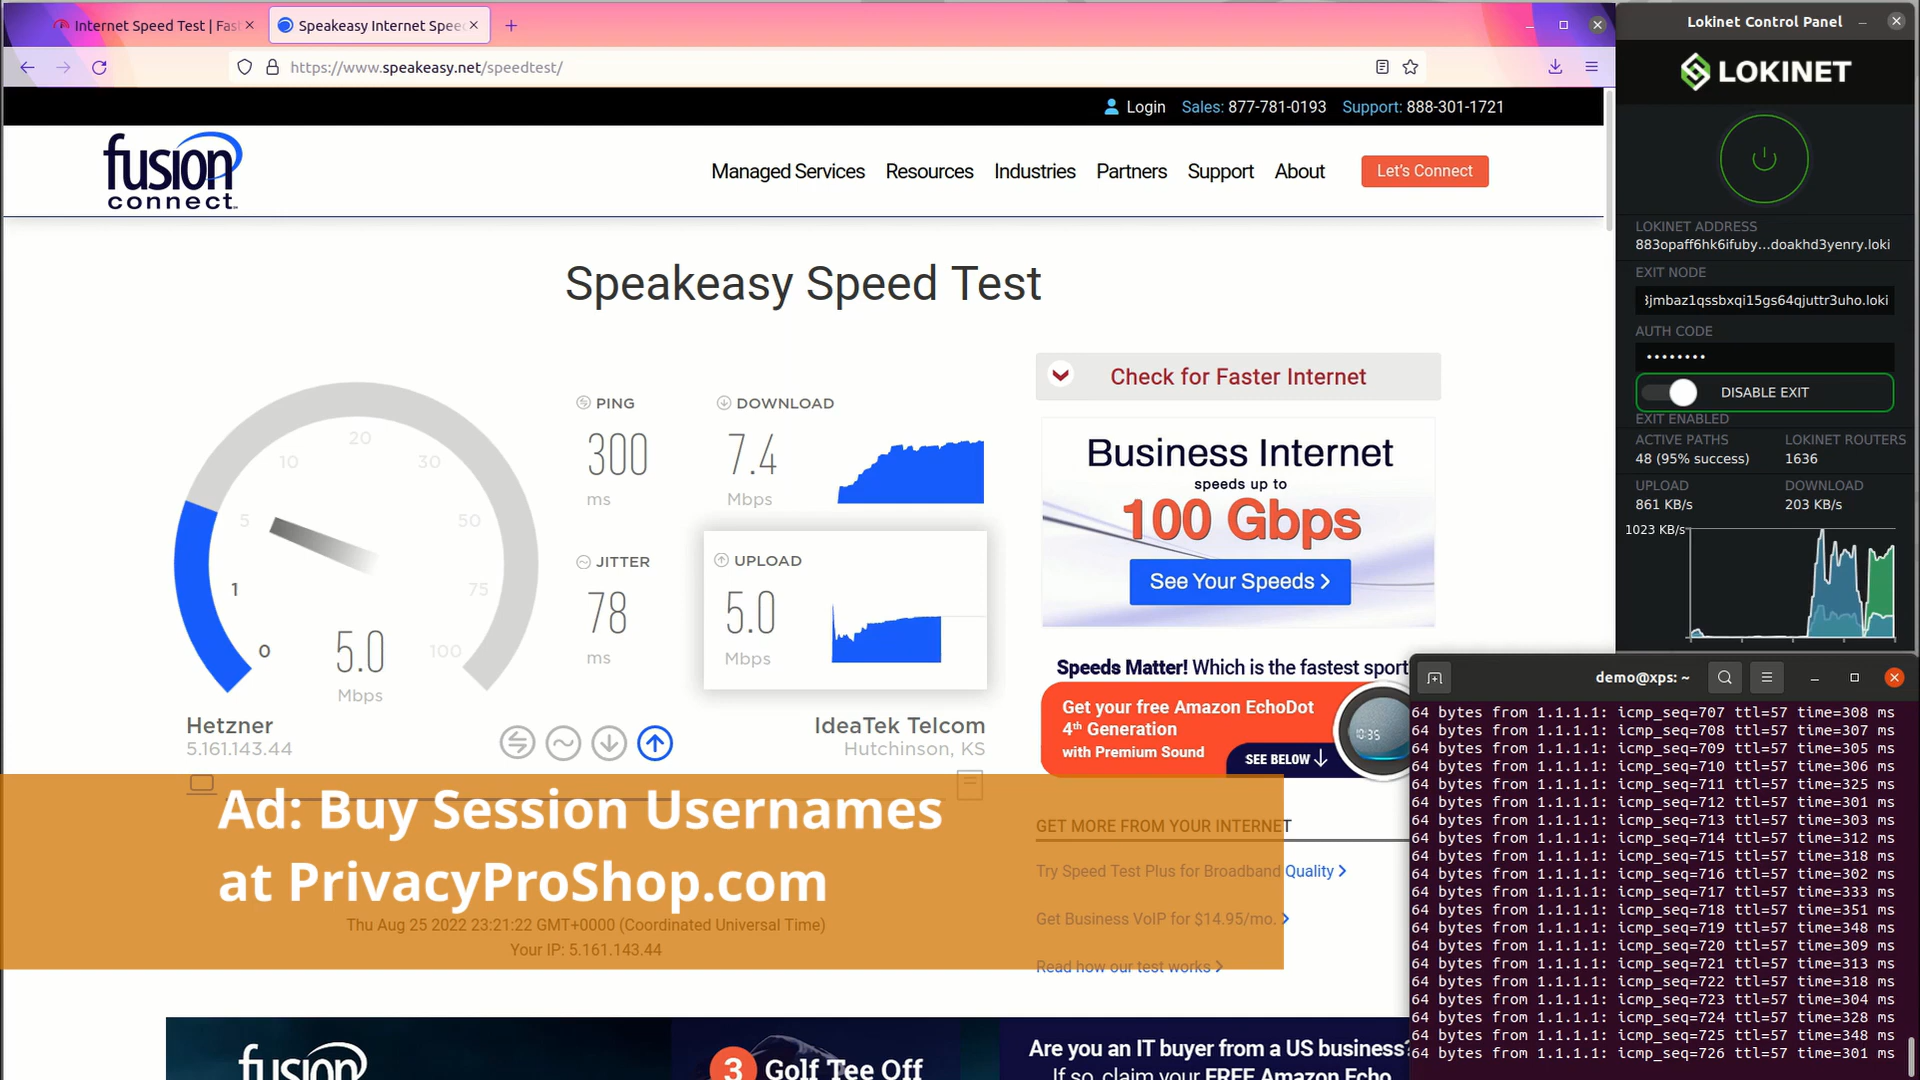 Internet Speed Test | Fas
Speakeasy Internet Spee
https://www.speakeasy.net/speedtest/
Login Sales: 877-781-0193 Support: 888-301-1721
fusion
connect
Managed Services Resources Industries Partners Support About Let's Connect
Speakeasy Speed Test
0
1
5
10
20
30
50
75
100
5.0
Mbps
PING
300
ms
DOWNLOAD
7.4
Mbps
JITTER
78
ms
UPLOAD
5.0
Mbps
Hetzner
5.161.143.44
IdeaTek Telcom
Hutchinson, KS
Ad: Buy Session Usernames
at PrivacyProShop.com
Thu Aug 25 2022 23:21:22 GMT+0000 (Coordinated Universal Time)
Your IP: 5.161.143.44
Check for Faster Internet
Business Internet
speeds up to
100 Gbps
See Your Speeds
Speeds Matter! Which is the fastest sport
Get your free Amazon EchoDot
4th Generation
with Premium Sound
SEE BELOW
10:35
GET MORE FROM YOUR INTERNET
Try Speed Test Plus for Broadband Quality
Get Business VoIP for $14.95/mo.
Read how our test works
fusion
3 Golf Tee Off
Are you an IT buyer from a US business?
If so, claim your FREE Amazon Echo
Lokinet Control Panel
LOKINET
LOKINET ADDRESS
883opaff6hk6ifuby...doakhd3yenry.loki
EXIT NODE
3jmbaz1qssbxqi15gs64qjuttr3uho.loki
AUTH CODE
••••••••
DISABLE EXIT
EXIT ENABLED
ACTIVE PATHS LOKINET ROUTERS
48 (95% success) 1636
UPLOAD DOWNLOAD
861 KB/s 203 KB/s
1023 KB/s
demo@xps: ~
64 bytes from 1.1.1.1: icmp_seq=707 ttl=57 time=308 ms
64 bytes from 1.1.1.1: icmp_seq=708 ttl=57 time=307 ms
64 bytes from 1.1.1.1: icmp_seq=709 ttl=57 time=305 ms
64 bytes from 1.1.1.1: icmp_seq=710 ttl=57 time=306 ms
64 bytes from 1.1.1.1: icmp_seq=711 ttl=57 time=325 ms
64 bytes from 1.1.1.1: icmp_seq=712 ttl=57 time=301 ms
64 bytes from 1.1.1.1: icmp_seq=713 ttl=57 time=303 ms
64 bytes from 1.1.1.1: icmp_seq=714 ttl=57 time=312 ms
64 bytes from 1.1.1.1: icmp_seq=715 ttl=57 time=318 ms
64 bytes from 1.1.1.1: icmp_seq=716 ttl=57 time=302 ms
64 bytes from 1.1.1.1: icmp_seq=717 ttl=57 time=333 ms
64 bytes from 1.1.1.1: icmp_seq=718 ttl=57 time=351 ms
64 bytes from 1.1.1.1: icmp_seq=719 ttl=57 time=348 ms
64 bytes from 1.1.1.1: icmp_seq=720 ttl=57 time=309 ms
64 bytes from 1.1.1.1: icmp_seq=721 ttl=57 time=313 ms
64 bytes from 1.1.1.1: icmp_seq=722 ttl=57 time=318 ms
64 bytes from 1.1.1.1: icmp_seq=723 ttl=57 time=304 ms
64 bytes from 1.1.1.1: icmp_seq=724 ttl=57 time=328 ms
64 bytes from 1.1.1.1: icmp_seq=725 ttl=57 time=348 ms
64 bytes from 1.1.1.1: icmp_seq=726 ttl=57 time=301 ms